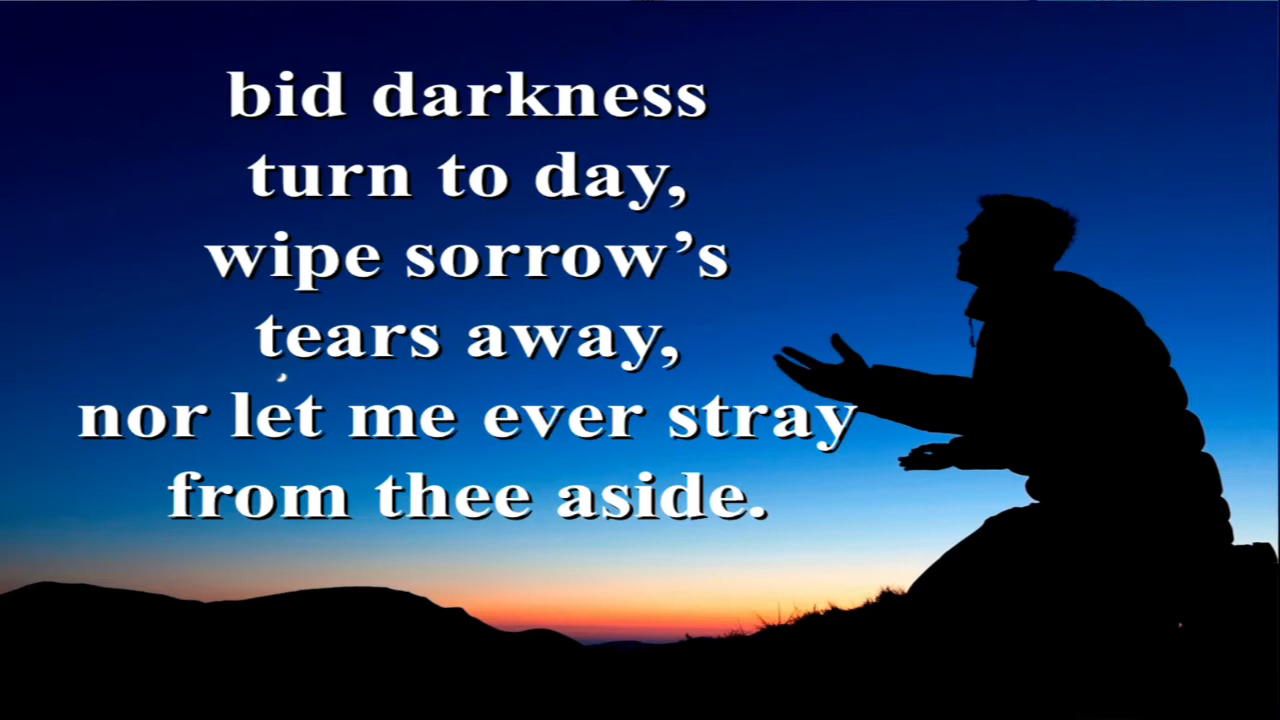 bid darkness
turn to day,
wipe sorrow’s
tears away,
nor let me ever stray
from thee aside.